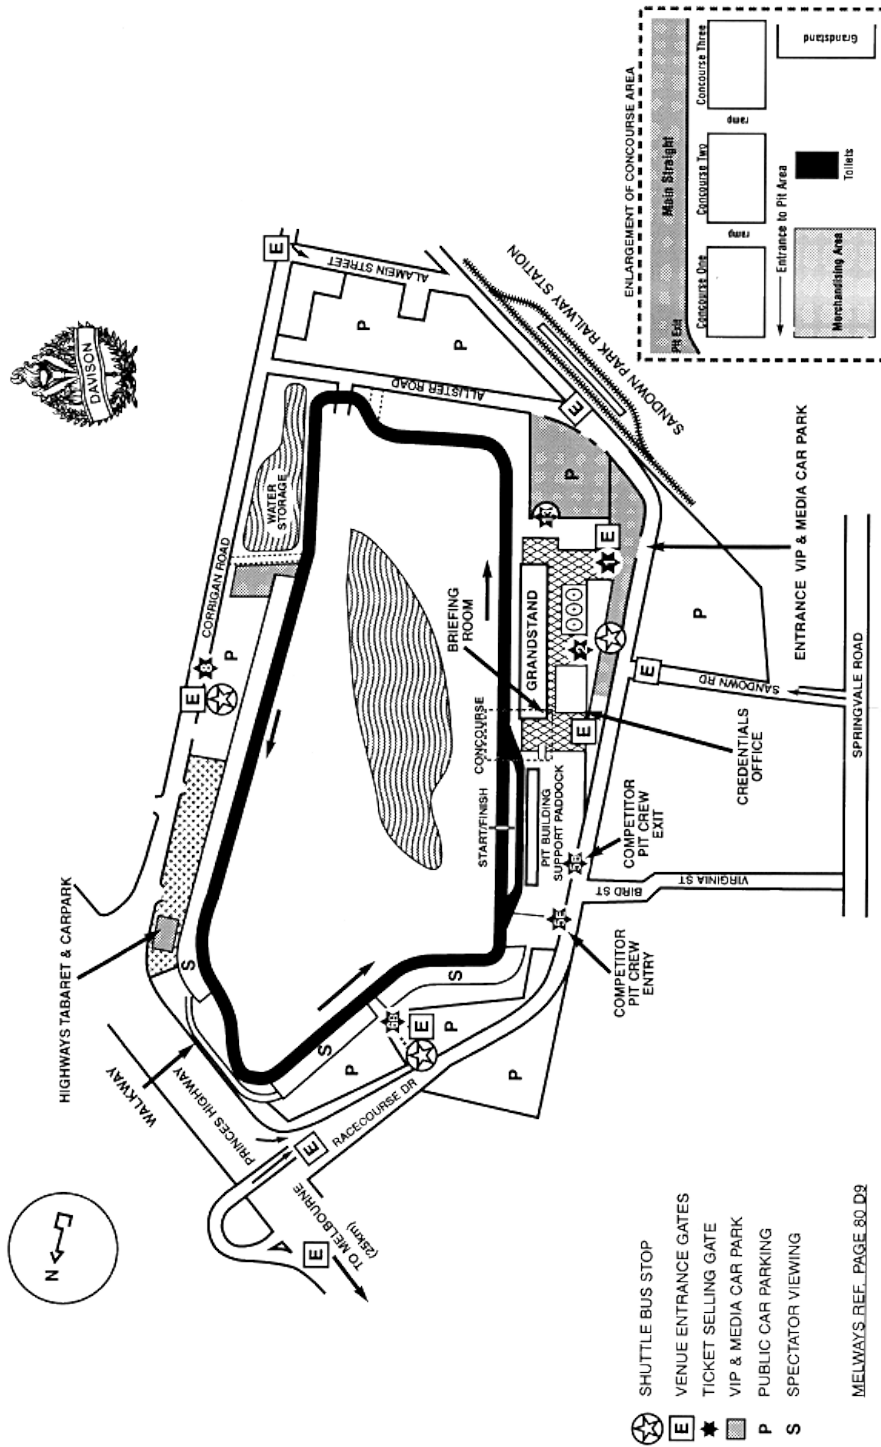 DAVISON
HIGHWAYS TABARET & CARPARK
WALKWAY
PRINCES HIGHWAY
RACECOURSE DR
TO MELBOURNE
(25km)
N
E
E
E
E
E
E
E
E
E
CORRIGAN ROAD
WATER
STORAGE
ALAMEIN STREET
ALLISTER ROAD
SANDOWN PARK RAILWAY STATION
P
P
P
P
P
P
P
P
S
S
S
8
2
START/FINISH
CONCOURSE
BRIEFING
ROOM
GRANDSTAND
PIT BUILDING
SUPPORT PADDOCK
COMPETITOR
PIT CREW
ENTRY
COMPETITOR
PIT CREW
EXIT
BIRD ST
VIRGINIA ST
CREDENTIALS
OFFICE
SANDOWN RD
ENTRANCE VIP & MEDIA CAR PARK
SPRINGVALE ROAD
ENLARGEMENT OF CONCOURSE AREA
Main Straight
Pit Exit
Concourse One
ramp
Concourse Two
ramp
Concourse Three
Entrance to Pit Area
Merchandising Area
Toilets
Grandstand
SHUTTLE BUS STOP
E VENUE ENTRANCE GATES
TICKET SELLING GATE
VIP & MEDIA CAR PARK
P PUBLIC CAR PARKING
S SPECTATOR VIEWING
MELWAYS REF. PAGE 80 D9